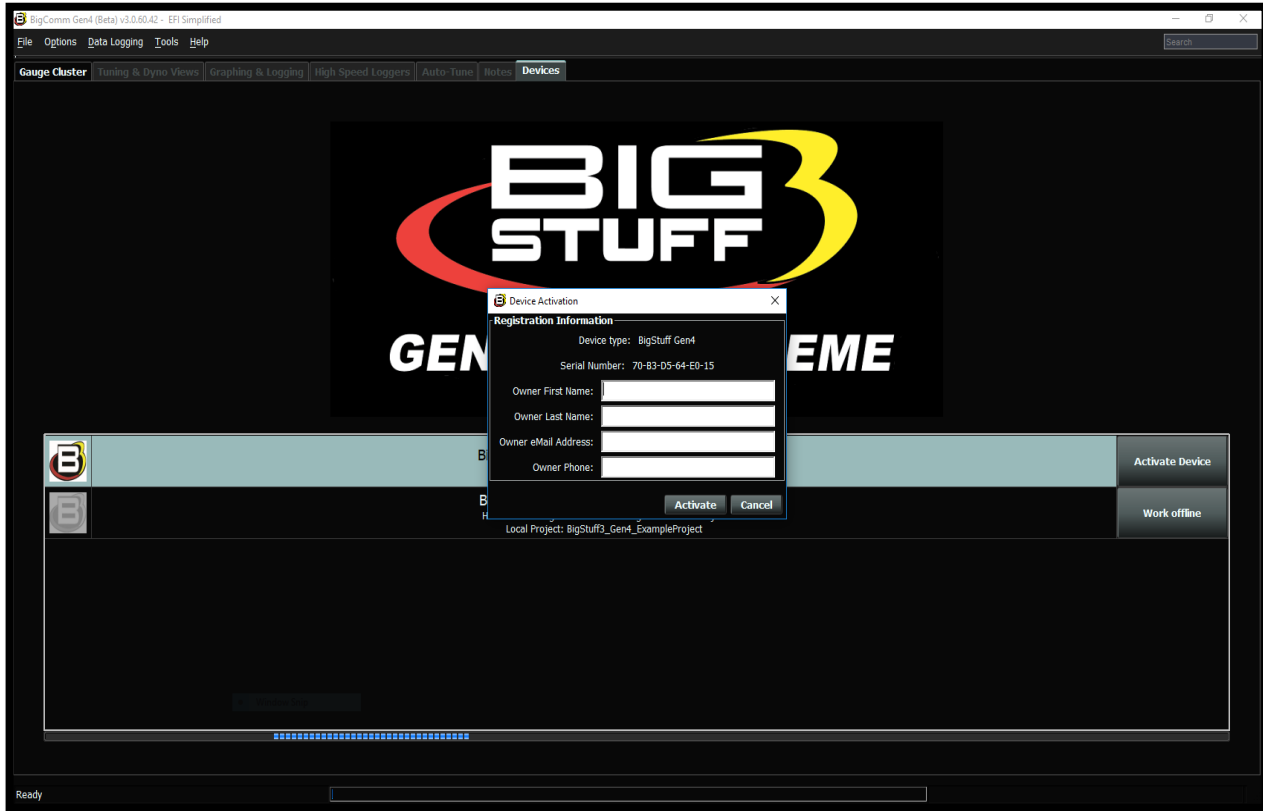 BigComm Gen4 (Beta) v3.0.60.42 - EFI Simplified
File Options Data Logging Tools Help
Search
Gauge Cluster Tuning & Dyno Views Graphing & Logging High Speed Loggers Auto-Tune Notes Devices
BIG
STUFF
3
GEN
EME
Device Activation
Registration Information
Device type: BigStuff Gen4
Serial Number: 70-B3-D5-64-E0-15
Owner First Name:
Owner Last Name:
Owner eMail Address:
Owner Phone:
Activate Cancel
Activate Device
Work offline
Local Project: BigStuff3_Gen4_ExampleProject
Ready